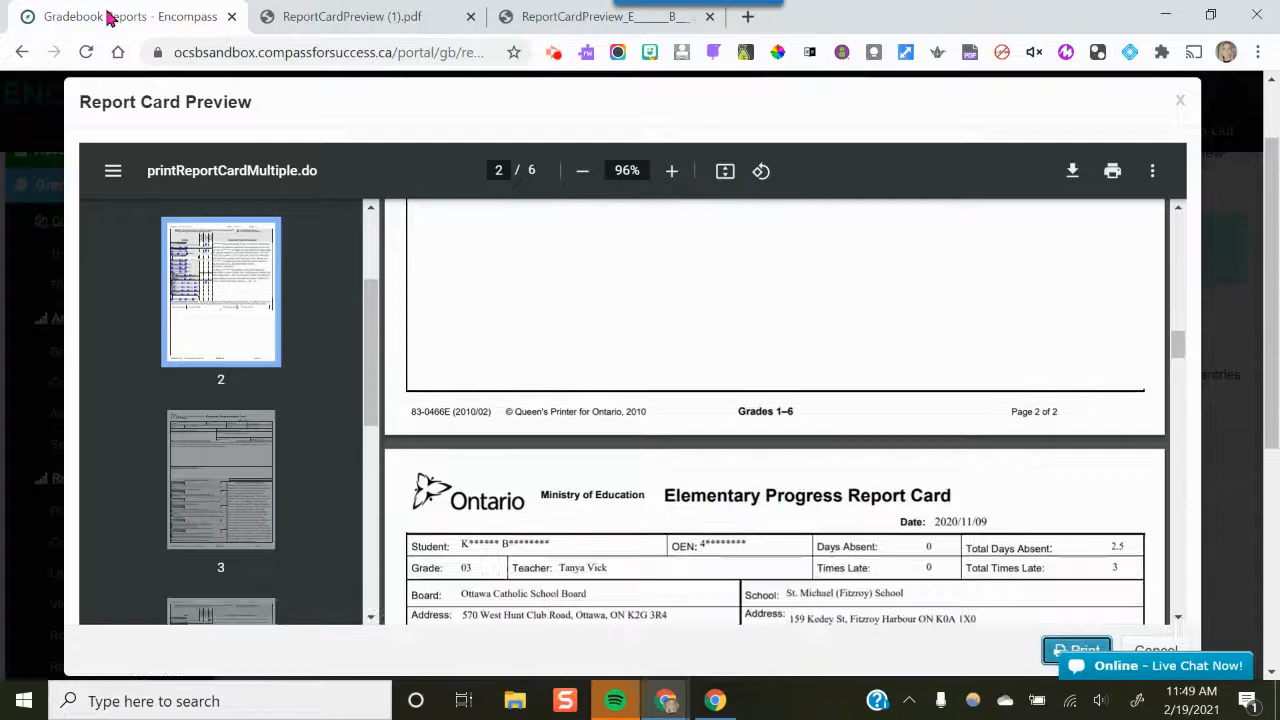 Gradebook Reports - Encompass
ReportCardPreview (1).pdf
ReportCardPreview_E_____B__
ocsbsandbox.compassforsuccess.ca/portal/gb/re...
Report Card Preview
X
printReportCardMultiple.do
2 / 6
96%
2
3
83-0466E (2010/02) © Queen's Printer for Ontario, 2010 Grades 1–6 Page 2 of 2
Ontario Ministry of Education Elementary Progress Report Card
Date: 2020/11/09
Student: K****** B******** OEN: 4******** Days Absent: 0 Total Days Absent: 2.5
Grade: 03 Teacher: Tanya Vick Times Late: 0 Total Times Late: 3
Board: Ottawa Catholic School Board School: St. Michael (Fitzroy) School
Address: 570 West Hunt Club Road, Ottawa, ON K2G 3R4 Address: 159 Kedey St, Fitzroy Harbour ON K0A 1X0
Print Cancel
Online - Live Chat Now!
Type here to search
11:49 AM
2/19/2021
1